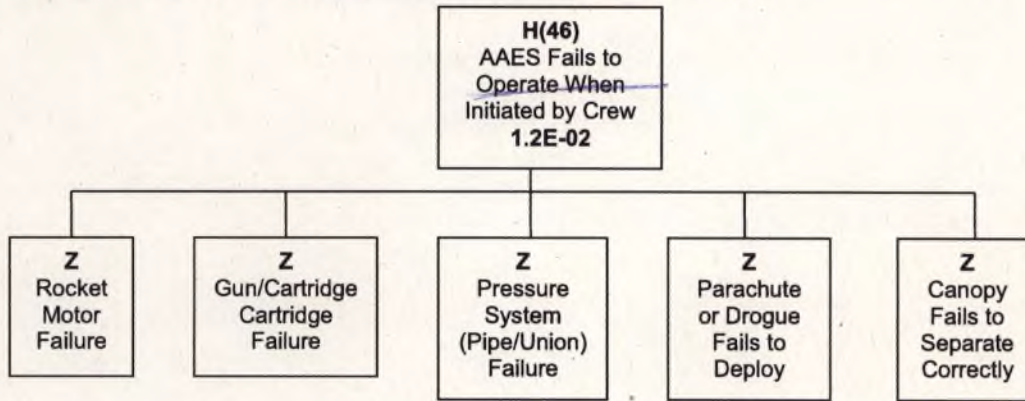 H(46)
AAES Fails to
Operate When
Initiated by Crew
1.2E-02
Z
Rocket
Motor
Failure
Z
Gun/Cartridge
Cartridge
Failure
Z
Pressure
System
(Pipe/Union)
Failure
Z
Parachute
or Drogue
Fails to
Deploy
Z
Canopy
Fails to
Separate
Correctly